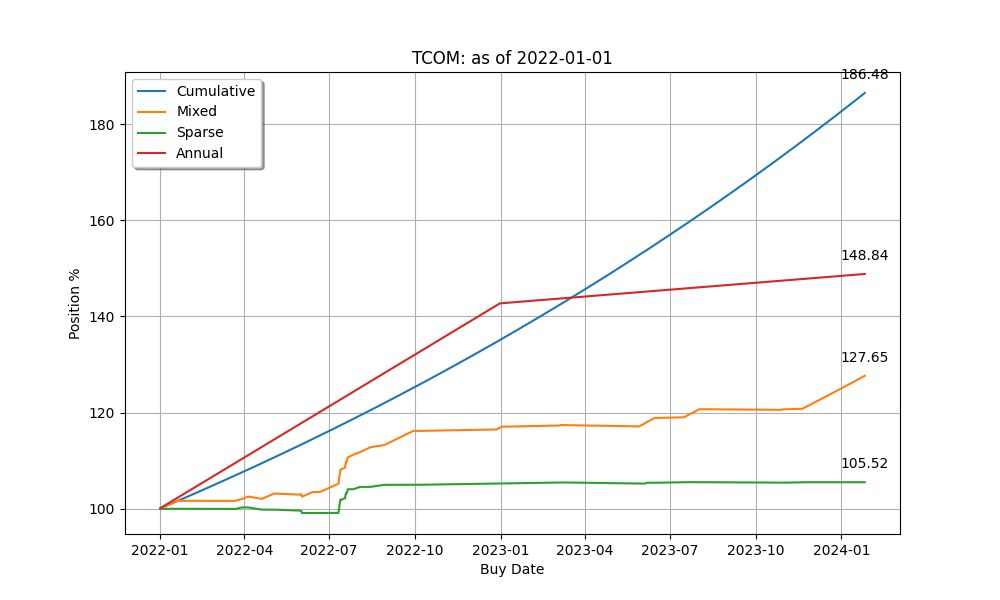 TCOM: as of 2022-01-01
186.48
Cumulative
Mixed
Sparse
Annual
180
160
148.84
140
127.65
120
105.52
100
Position %
2022-01 2022-04 2022-07 2022-10 2023-01 2023-04 2023-07 2023-10 2024-01
Buy Date